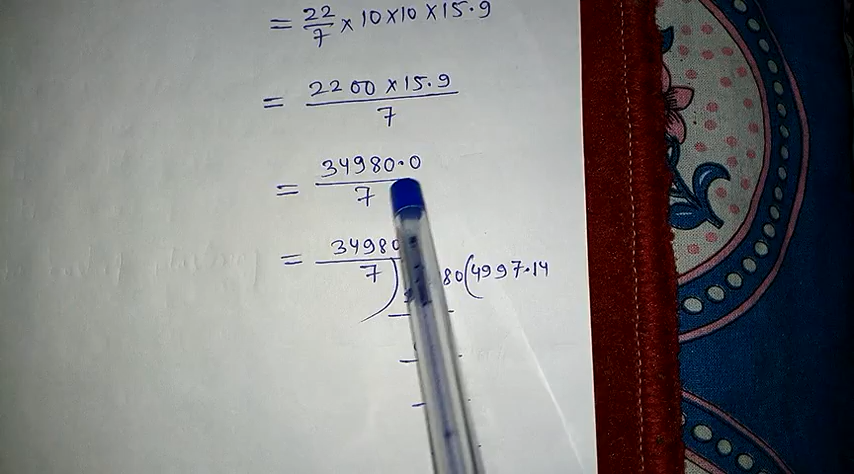 = 22/7 × 10 × 10 × 15.9
= 2200 × 15.9 / 7
= 34980.0 / 7
= 34980 / 7 ) 80 ( 4997.14